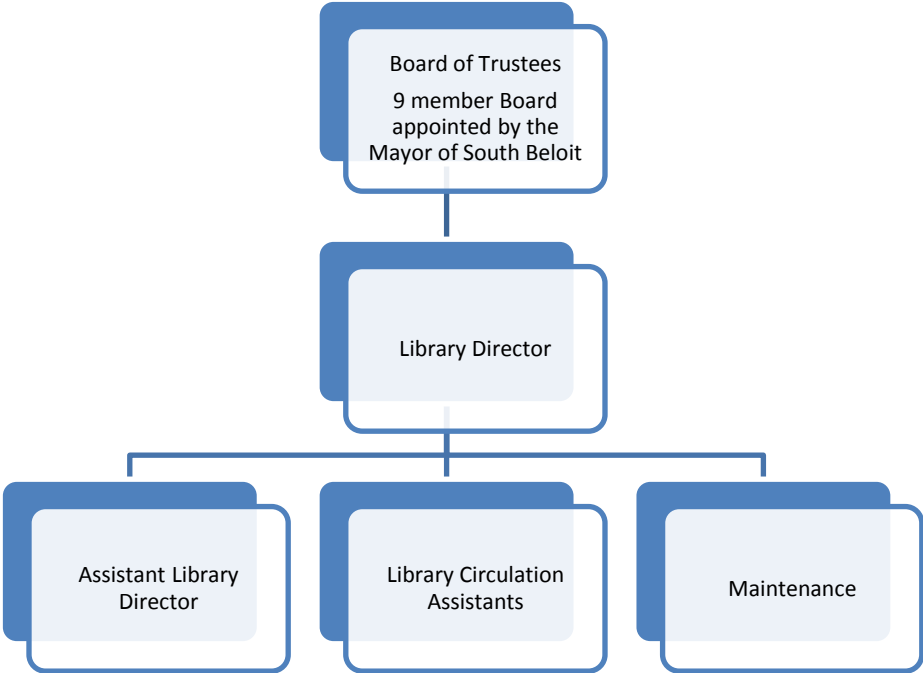 Board of Trustees
9 member Board
appointed by the
Mayor of South Beloit
Library Director
Assistant Library
Director
Library Circulation
Assistants
Maintenance